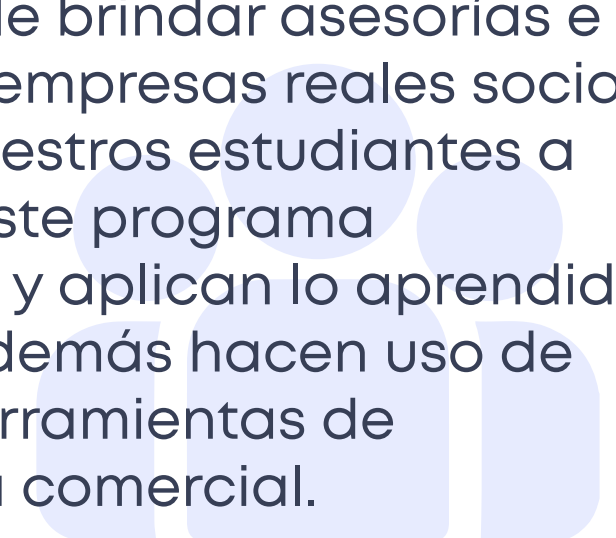 de brindar asesorías e
empresas reales socio
estros estudiantes a
ste programa
y aplican lo aprendid
demás hacen uso de
rramientas de
a comercial.